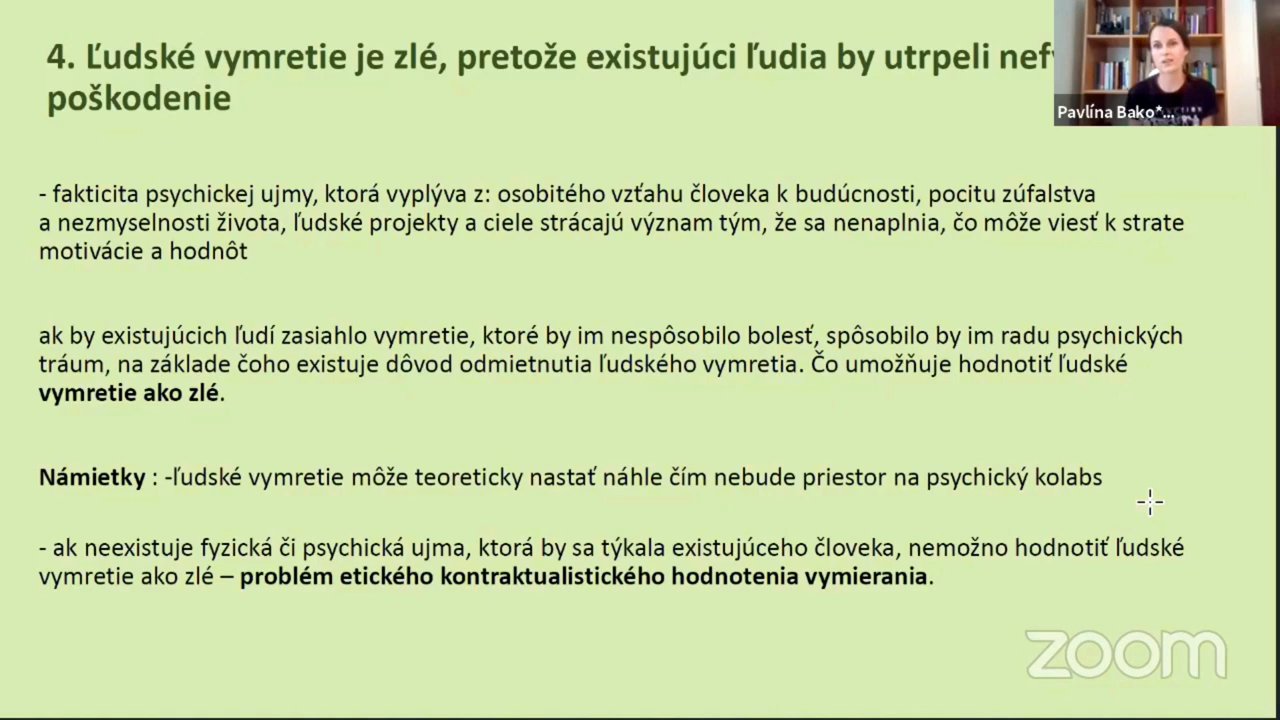 4. Ľudské vymretie je zlé, pretože existujúci ľudia by utrpeli
poškodenie
Pavlína Bako*...
- fakticita psychickej ujmy, ktorá vyplýva z: osobitého vzťahu človeka k budúcnosti, pocitu zúfalstva
a nezmyselnosti života, ľudské projekty a ciele strácajú význam tým, že sa nenaplnia, čo môže viesť k strate
motivácie a hodnôt
ak by existujúcich ľudí zasiahlo vymretie, ktoré by im nespôsobilo bolesť, spôsobilo by im radu psychických
tráum, na základe čoho existuje dôvod odmietnutia ľudského vymretia. Čo umožňuje hodnotiť ľudské
vymretie ako zlé.
Námietky : -ľudské vymretie môže teoreticky nastať náhle čím nebude priestor na psychický kolabs
- ak neexistuje fyzická či psychická ujma, ktorá by sa týkala existujúceho človeka, nemožno hodnotiť ľudské
vymretie ako zlé – problém etického kontraktualistického hodnotenia vymierania.
zoom